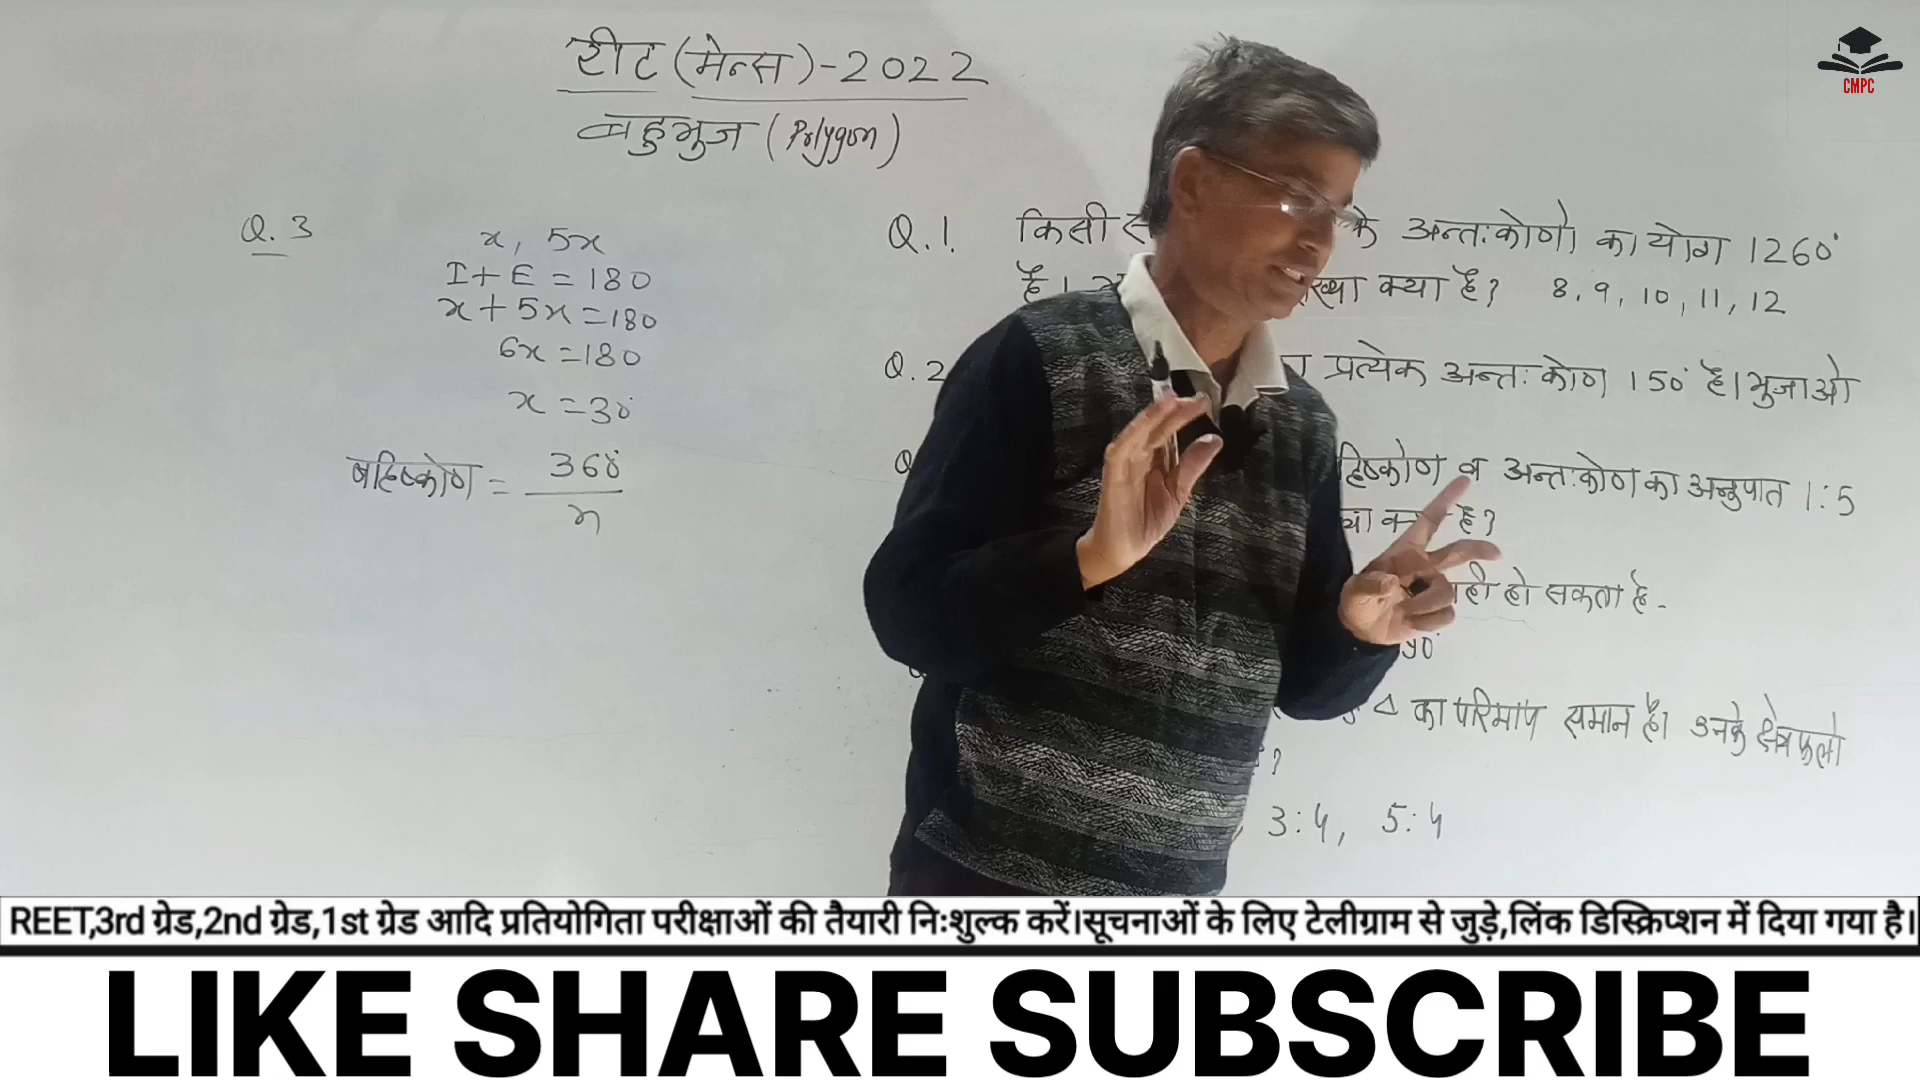 रीट (मेन्स)-2022
बहुभुज (Polygon)
CMPC
Q. 3
x, 5x
I + E = 180
x + 5x = 180
6x = 180
x = 30°
बहिष्कोण = 360° / n
Q. 1. किसी के अन्तःकोणो का योग 1260°
है। क्या है? 8, 9, 10, 11, 12
Q. 2 प्रत्येक अन्तः कोण 150° है। भुजाओ
Q व अन्तःकोण का अनुपात 1:5
है?
हो सकता है-
Δ का परिमाप समान है। उनके क्षेत्रफलो
?
3:4, 5:4
REET,3rd ग्रेड,2nd ग्रेड,1st ग्रेड आदि प्रतियोगिता परीक्षाओं की तैयारी निःशुल्क करें।सूचनाओं के लिए टेलीग्राम से जुड़े,लिंक डिस्क्रिप्शन में दिया गया है।
LIKE SHARE SUBSCRIBE